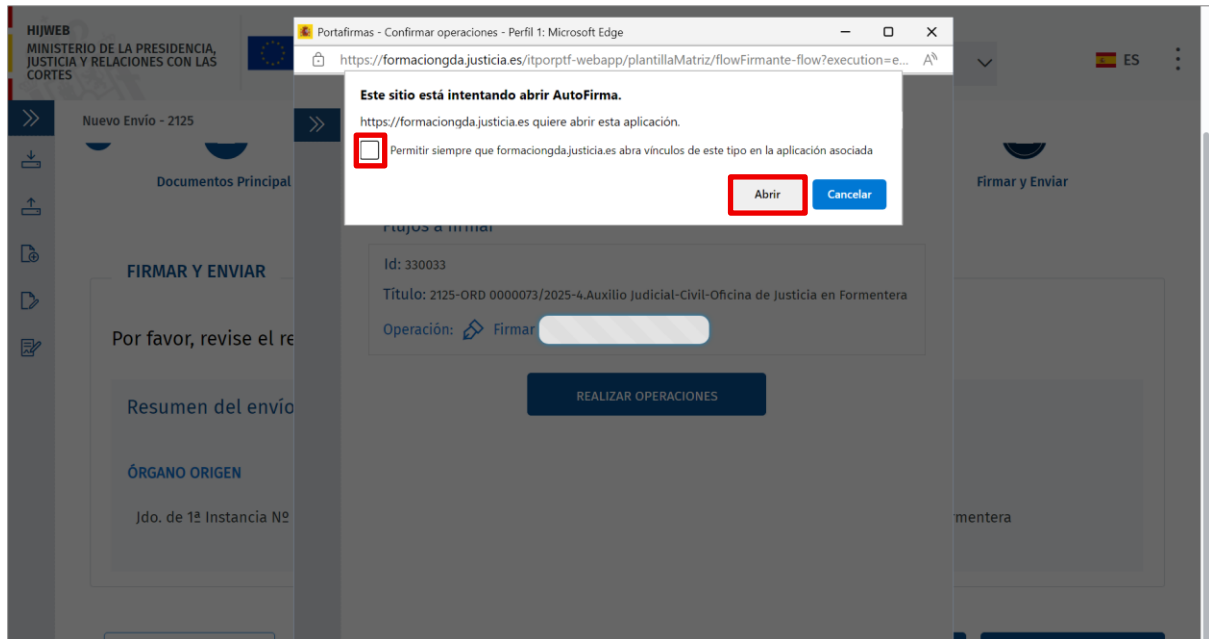 HIJWEB
MINISTERIO DE LA PRESIDENCIA,
JUSTICIA Y RELACIONES CON LAS
CORTES
ES
Nuevo Envío - 2125
Documentos Principal
Firmar y Enviar
FIRMAR Y ENVIAR
Por favor, revise el re
Resumen del envío
ÓRGANO ORIGEN
Jdo. de 1ª Instancia Nº
rmentera
Portafirmas - Confirmar operaciones - Perfil 1: Microsoft Edge
https://formaciongda.justicia.es/itporptf-webapp/plantillaMatriz/flowFirmante-flow?execution=e...
Este sitio está intentando abrir AutoFirma.
https://formaciongda.justicia.es quiere abrir esta aplicación.
Permitir siempre que formaciongda.justicia.es abra vínculos de este tipo en la aplicación asociada
Abrir Cancelar
Flujos a firmar
Id: 330033
Título: 2125-ORD 0000073/2025-4.Auxilio Judicial-Civil-Oficina de Justicia en Formentera
Operación: Firmar
REALIZAR OPERACIONES